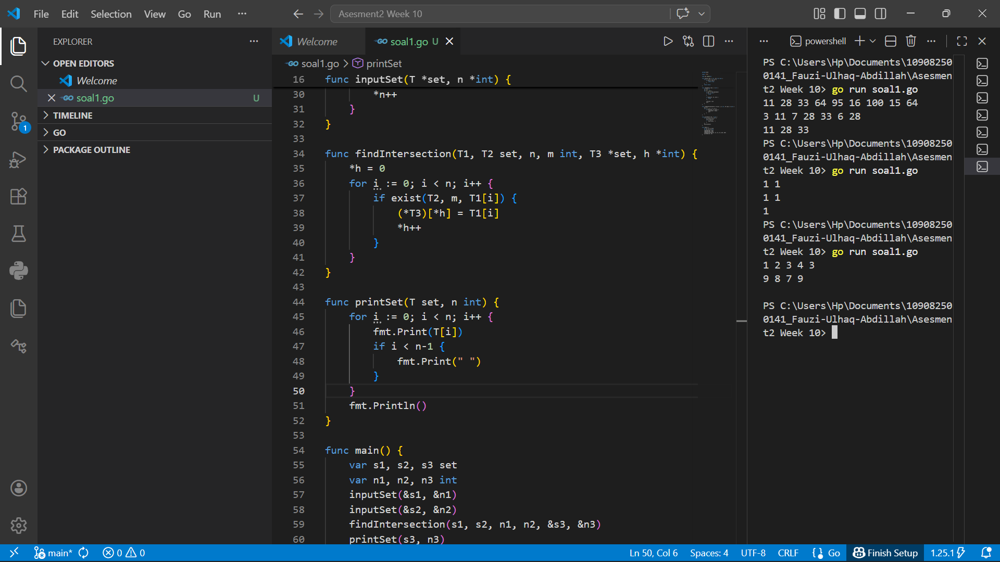 File Edit Selection View Go Run ···
Asesment2 Week 10
EXPLORER
OPEN EDITORS
Welcome
soal1.go U
TIMELINE
GO
PACKAGE OUTLINE
1
Welcome
soal1.go U
soal1.go > printSet
16 func inputSet(T *set, n *int) {
30 *n++
31 }
32 }
33
34 func findIntersection(T1, T2 set, n, m int, T3 *set, h *int) {
35 *h = 0
36 for i := 0; i < n; i++ {
37 if exist(T2, m, T1[i]) {
38 (*T3)[*h] = T1[i]
39 *h++
40 }
41 }
42 }
43
44 func printSet(T set, n int) {
45 for i := 0; i < n; i++ {
46 fmt.Print(T[i])
47 if i < n-1 {
48 fmt.Print(" ")
49 }
50 }
51 fmt.Println()
52 }
53
54 func main() {
55 var s1, s2, s3 set
56 var n1, n2, n3 int
57 inputSet(&s1, &n1)
58 inputSet(&s2, &n2)
59 findIntersection(s1, s2, n1, n2, &s3, &n3)
60 printSet(s3, n3)
powershell
PS C:\Users\Hp\Documents\10908250
0141_Fauzi-Ulhaq-Abdillah\Asesmen
t2 Week 10> go run soal1.go
11 28 33 64 95 16 100 15 64
3 11 7 28 33 6 28
11 28 33
PS C:\Users\Hp\Documents\10908250
0141_Fauzi-Ulhaq-Abdillah\Asesmen
t2 Week 10> go run soal1.go
1 1
1 1
1
PS C:\Users\Hp\Documents\10908250
0141_Fauzi-Ulhaq-Abdillah\Asesmen
t2 Week 10> go run soal1.go
1 2 3 4 3
9 8 7 9
PS C:\Users\Hp\Documents\10908250
0141_Fauzi-Ulhaq-Abdillah\Asesmen
t2 Week 10>
main* 0 0
Ln 50, Col 6 Spaces: 4 UTF-8 CRLF Go Finish Setup 1.25.1